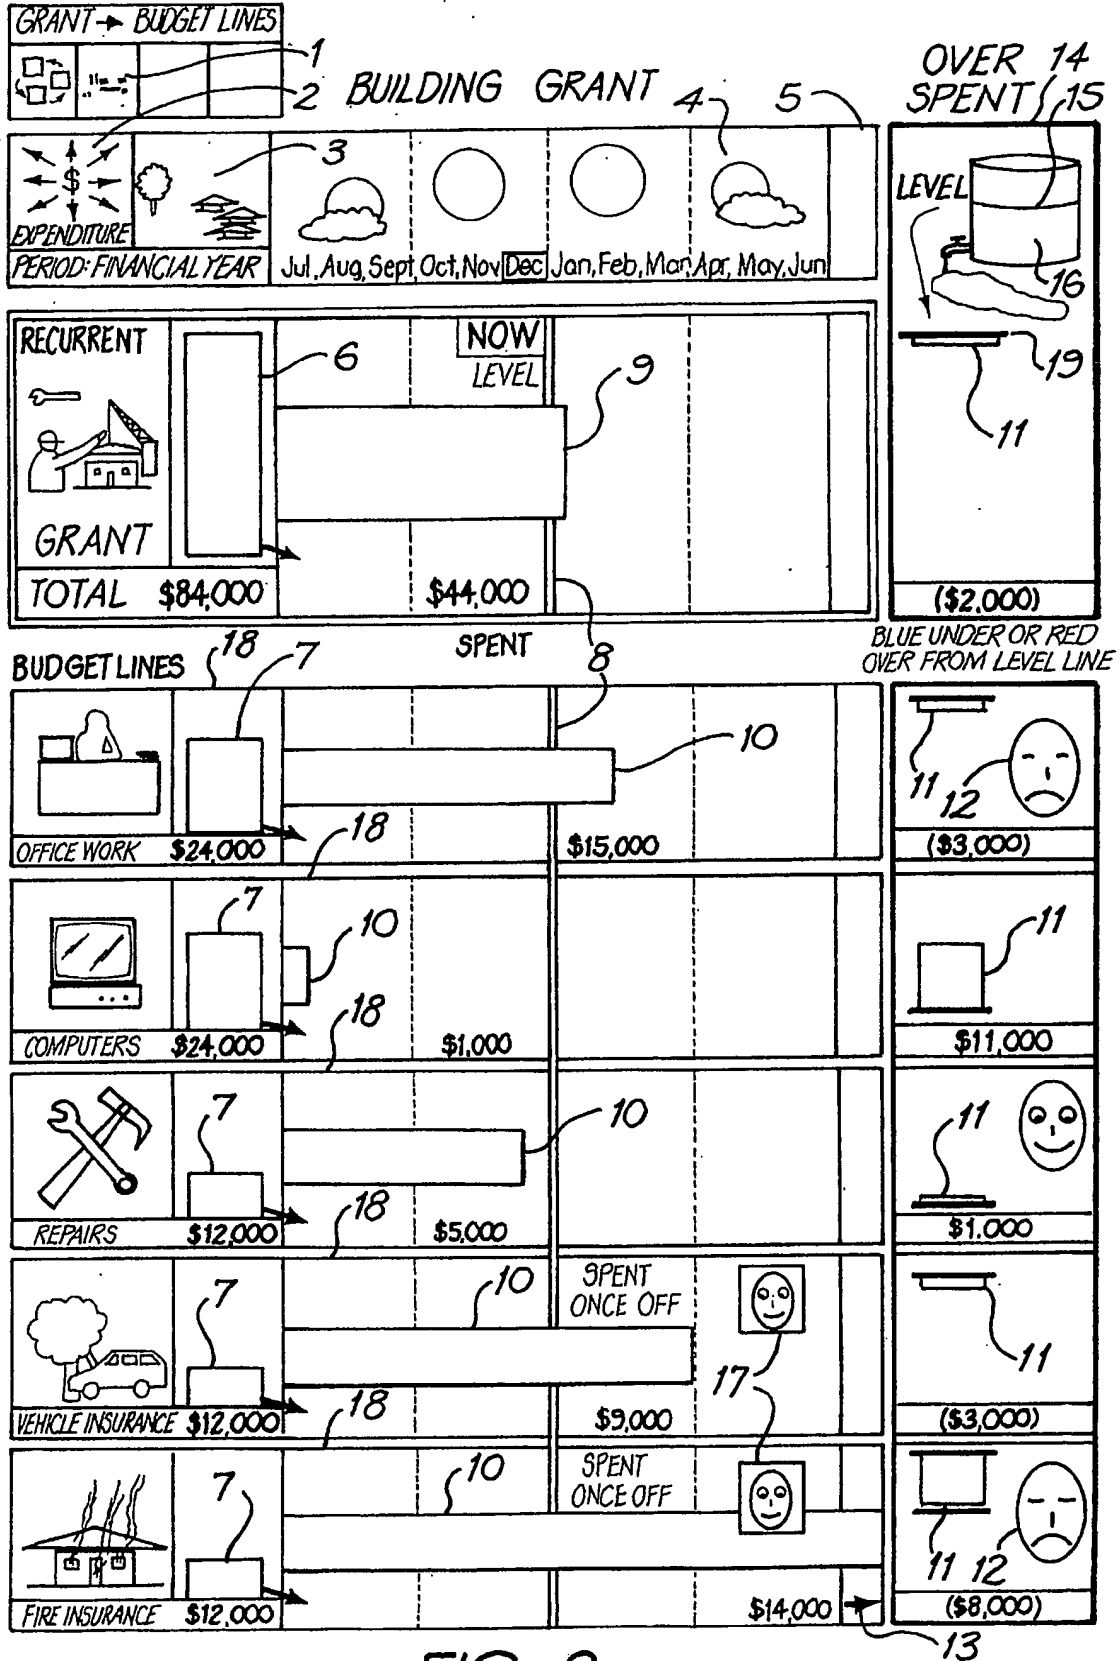 GRANT → BUDGET LINES
1
2
BUILDING GRANT
4
5
OVER 14
SPENT 15
3
$
EXPENDITURE
PERIOD: FINANCIAL YEAR
Jul, Aug, Sept, Oct, Nov, Dec, Jan, Feb, Mar, Apr, May, Jun
LEVEL
16
19
11
RECURRENT
6
NOW
LEVEL
9
GRANT
TOTAL $84,000 $44,000
($2,000)
SPENT
8
BLUE UNDER OR RED
OVER FROM LEVEL LINE
BUDGET LINES
18
7
10
11
12
OFFICE WORK $24,000 $15,000 ($3,000)
18
7
10
11
18
COMPUTERS $24,000 $1,000 $11,000
7
10
11
18
REPAIRS $12,000 $5,000 $1.000
7
10
SPENT
ONCE OFF
11
17
18
VEHICLE INSURANCE $12,000 $9,000 ($3,000)
7
10
SPENT
ONCE OFF
11
12
FIRE INSURANCE $12,000 $14,000 ($8,000)
13